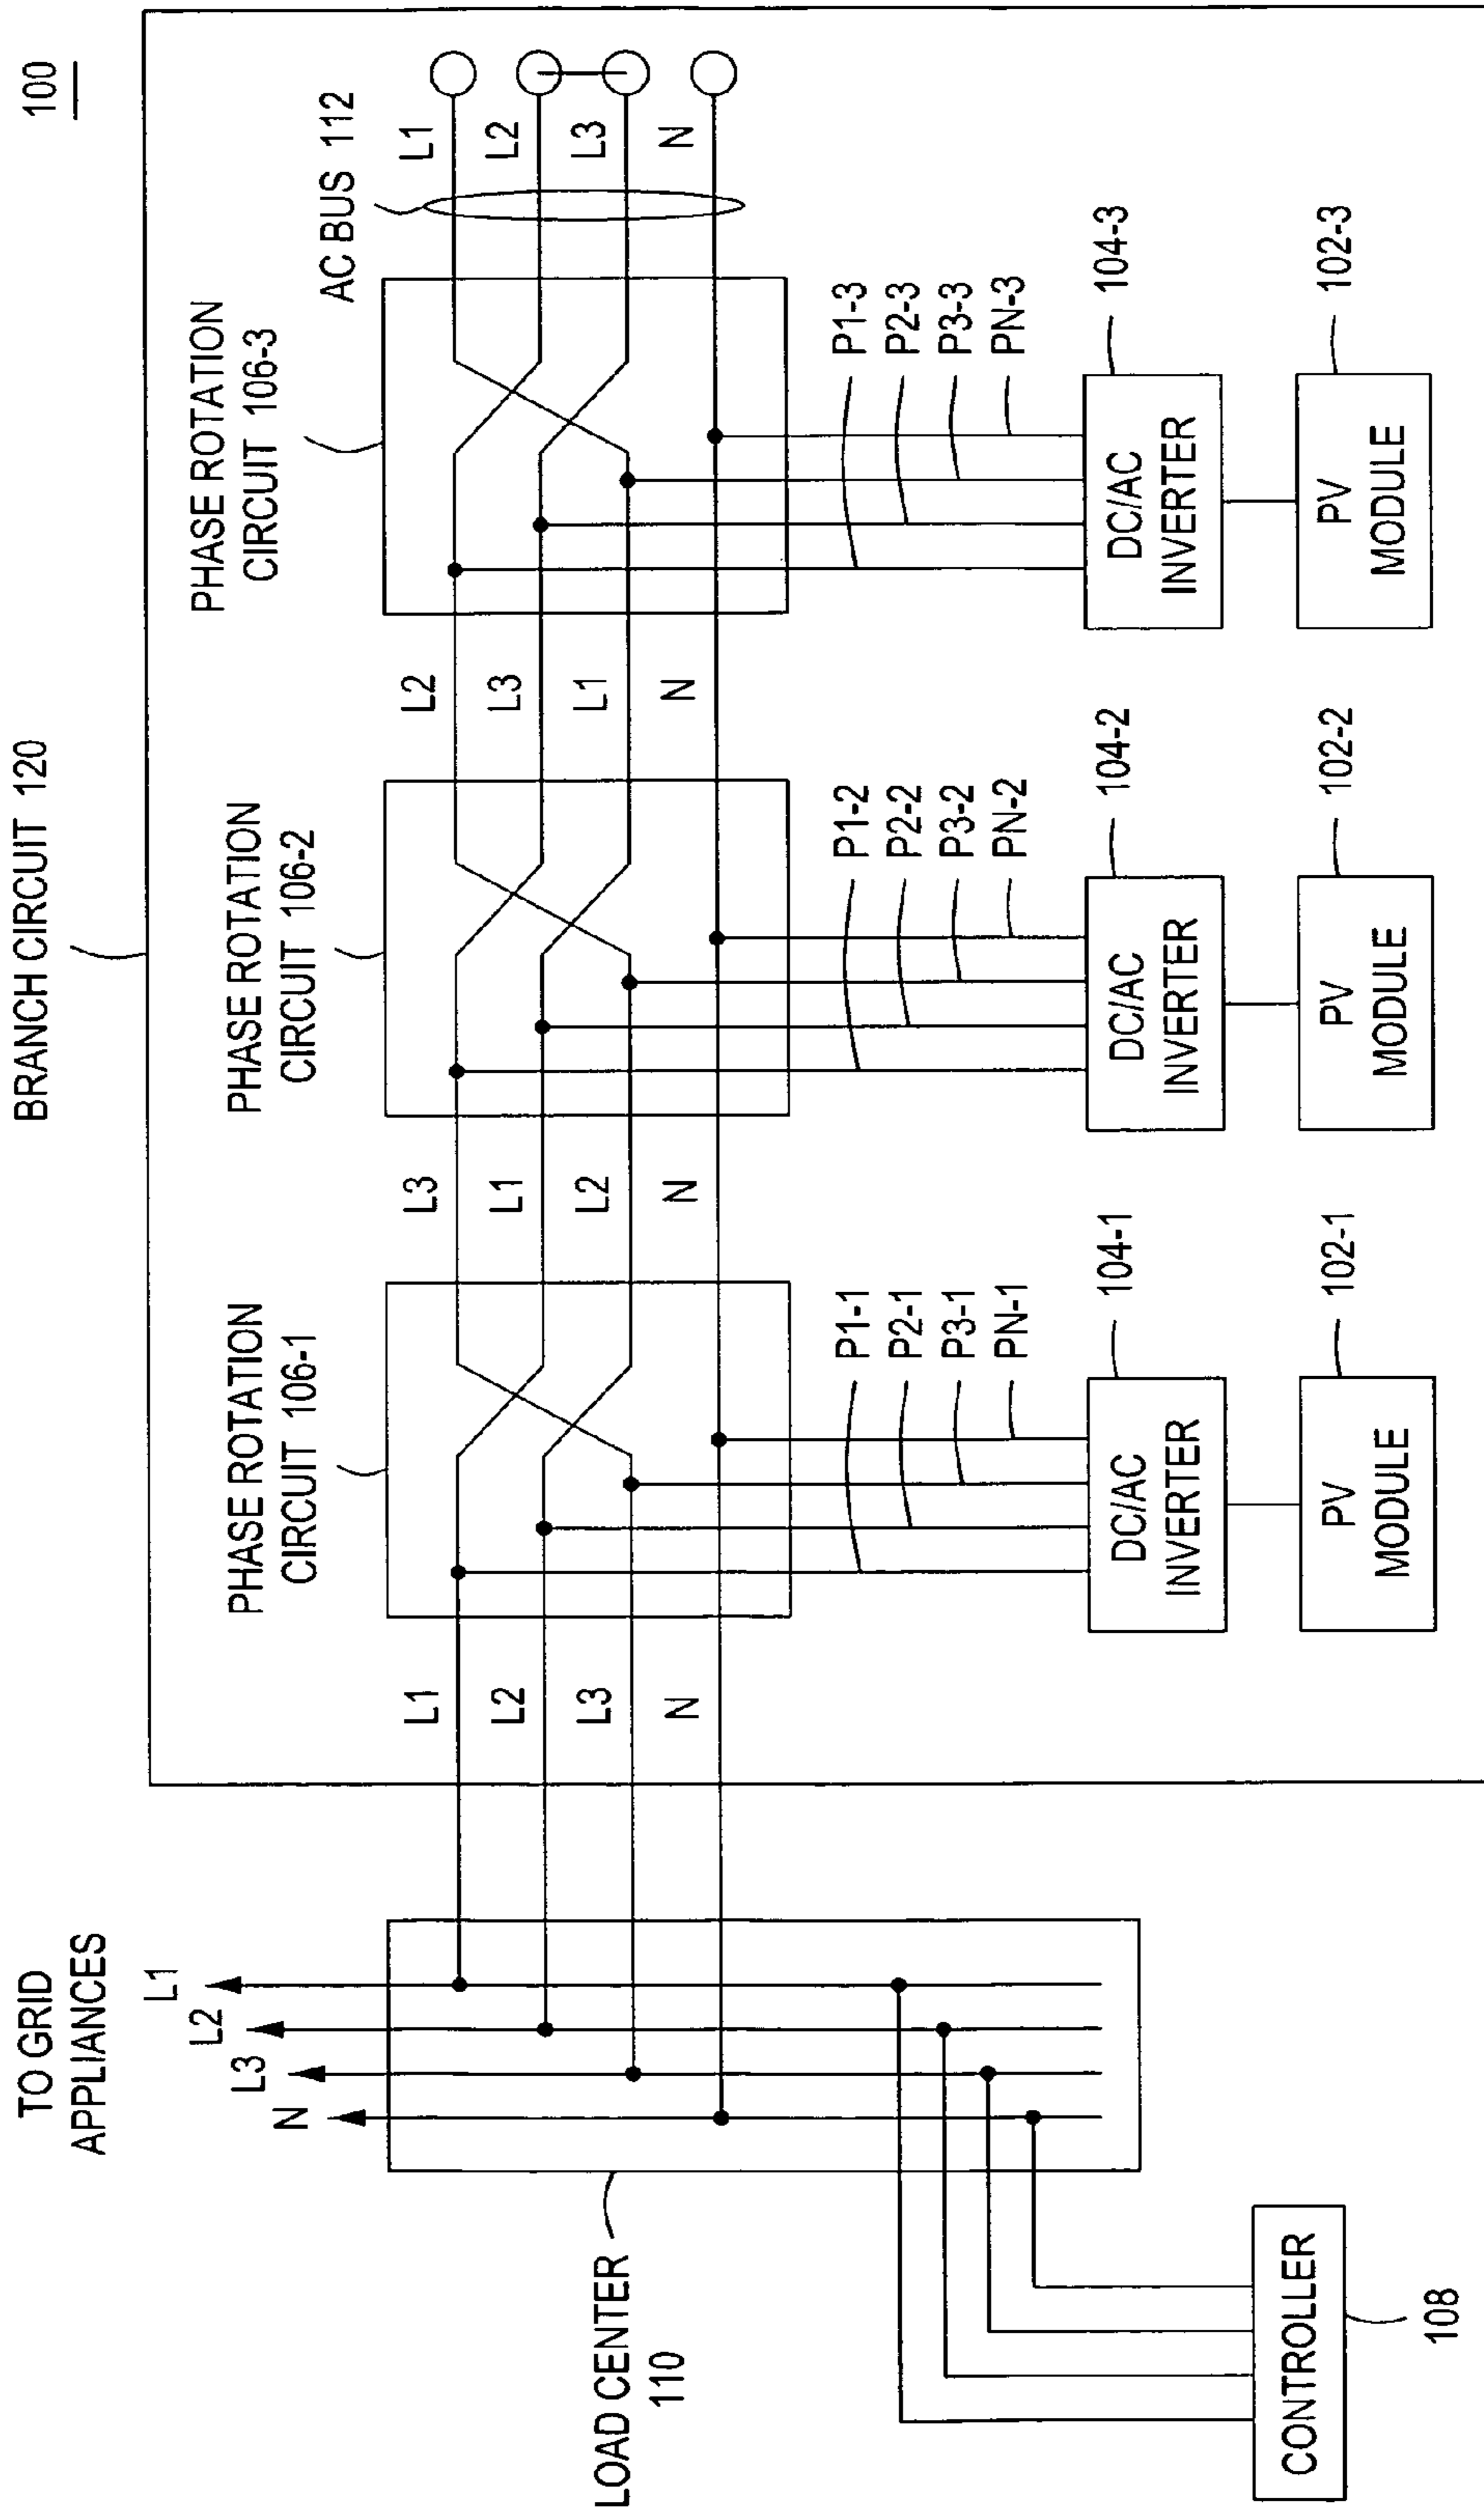 100
BRANCH CIRCUIT 120
TO GRID
APPLIANCES
L1
L2
L3
N
LOAD CENTER
110
CONTROLLER
108
PHASE ROTATION
CIRCUIT 106-1
PHASE ROTATION
CIRCUIT 106-2
PHASE ROTATION
CIRCUIT 106-3
AC BUS 112
L1
L2
L3
N
L3
L1
L2
N
L2
L3
L1
N
L1
L2
L3
N
P1-1
P2-1
P3-1
PN-1
P1-2
P2-2
P3-2
PN-2
P1-3
P2-3
P3-3
PN-3
DC/AC
INVERTER
104-1
DC/AC
INVERTER
104-2
DC/AC
INVERTER
104-3
PV
MODULE
102-1
PV
MODULE
102-2
PV
MODULE
102-3